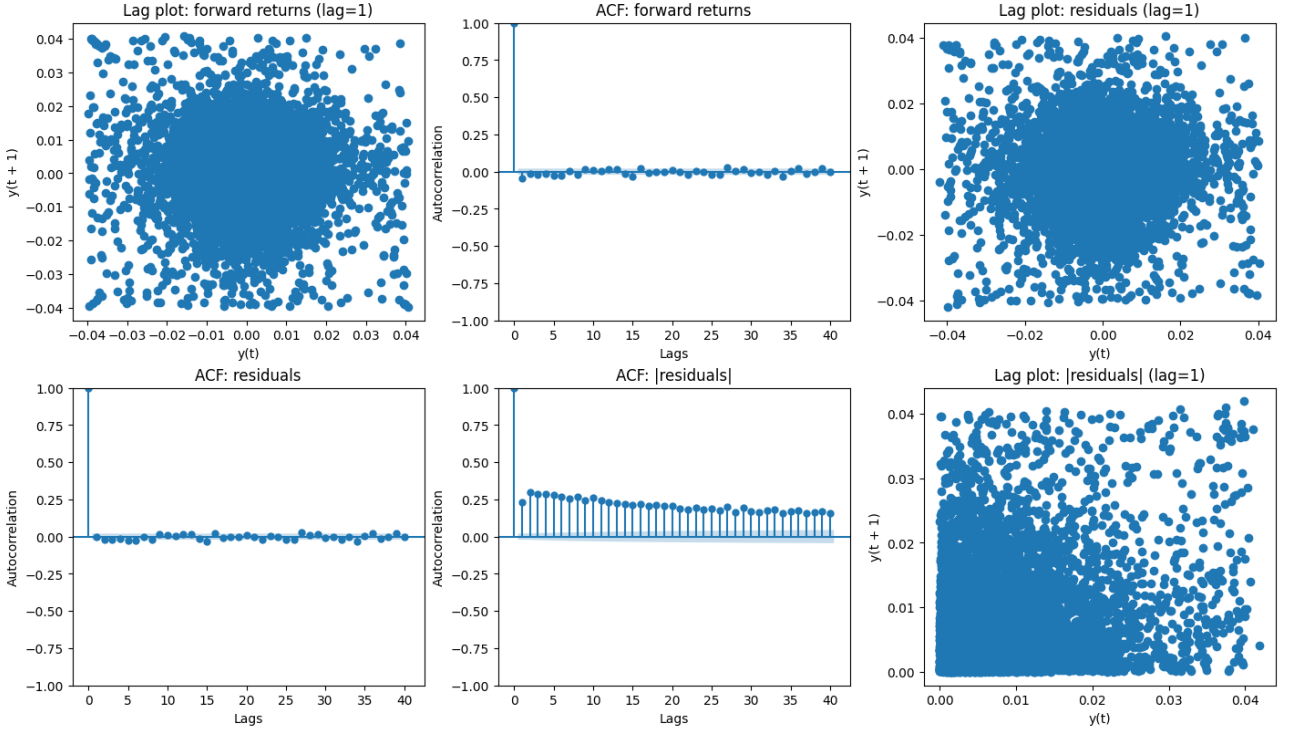 Lag plot: forward returns (lag=1)
0.04
0.03
0.02
0.01
0.00
−0.01
−0.02
−0.03
−0.04
y(t + 1)
−0.04 −0.03 −0.02 −0.01 0.00 0.01 0.02 0.03 0.04
y(t)
ACF: forward returns
1.00
0.75
0.50
0.25
0.00
−0.25
−0.50
−0.75
−1.00
Autocorrelation
0 5 10 15 20 25 30 35 40
Lags
Lag plot: residuals (lag=1)
0.04
0.02
0.00
−0.02
−0.04
y(t + 1)
−0.04 −0.02 0.00 0.02 0.04
y(t)
ACF: residuals
1.00
0.75
0.50
0.25
0.00
−0.25
−0.50
−0.75
−1.00
Autocorrelation
0 5 10 15 20 25 30 35 40
Lags
ACF: |residuals|
1.00
0.75
0.50
0.25
0.00
−0.25
−0.50
−0.75
−1.00
Autocorrelation
0 5 10 15 20 25 30 35 40
Lags
Lag plot: |residuals| (lag=1)
0.04
0.03
0.02
0.01
0.00
y(t + 1)
0.00 0.01 0.02 0.03 0.04
y(t)